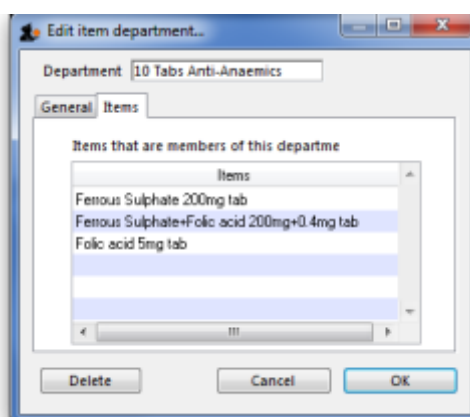 Edit item department...
Department 10 Tabs Anti-Anaemics
General Items
Items that are members of this departme
Items
Ferrous Sulphate 200mg tab
Ferrous Sulphate+Folic acid 200mg+0.4mg tab
Folic acid 5mg tab
Delete Cancel OK